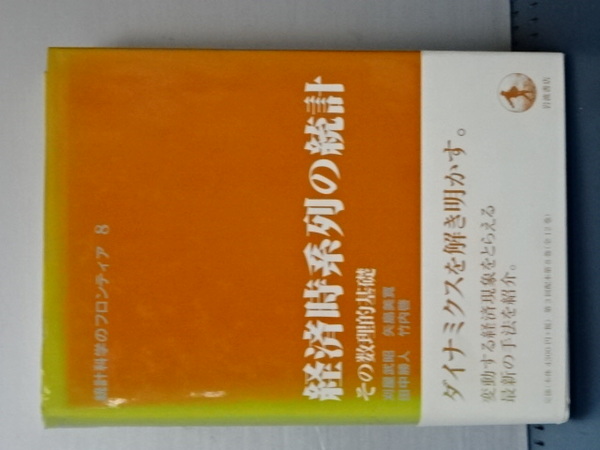 統計科学のフロンティア 8
経済時系列の統計
その数理的基礎
刈屋武昭 矢島美寛
田中勝人 竹内啓
ダイナミクスを解き明かす。
変動する経済現象をとらえる
最新の手法を紹介。
岩波書店